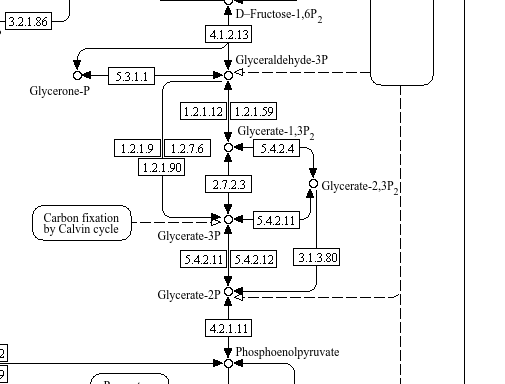 D–Fructose-1,6P2
3.2.1.86
4.1.2.13
Glyceraldehyde-3P
5.3.1.1
Glycerone-P
1.2.1.12 1.2.1.59
Glycerate-1,3P2
1.2.1.9 1.2.7.6
5.4.2.4
1.2.1.90
2.7.2.3
Glycerate-2,3P2
Carbon fixation
by Calvin cycle
5.4.2.11
Glycerate-3P
5.4.2.11 5.4.2.12
3.1.3.80
Glycerate-2P
4.2.1.11
2
Phosphoenolpyruvate
9